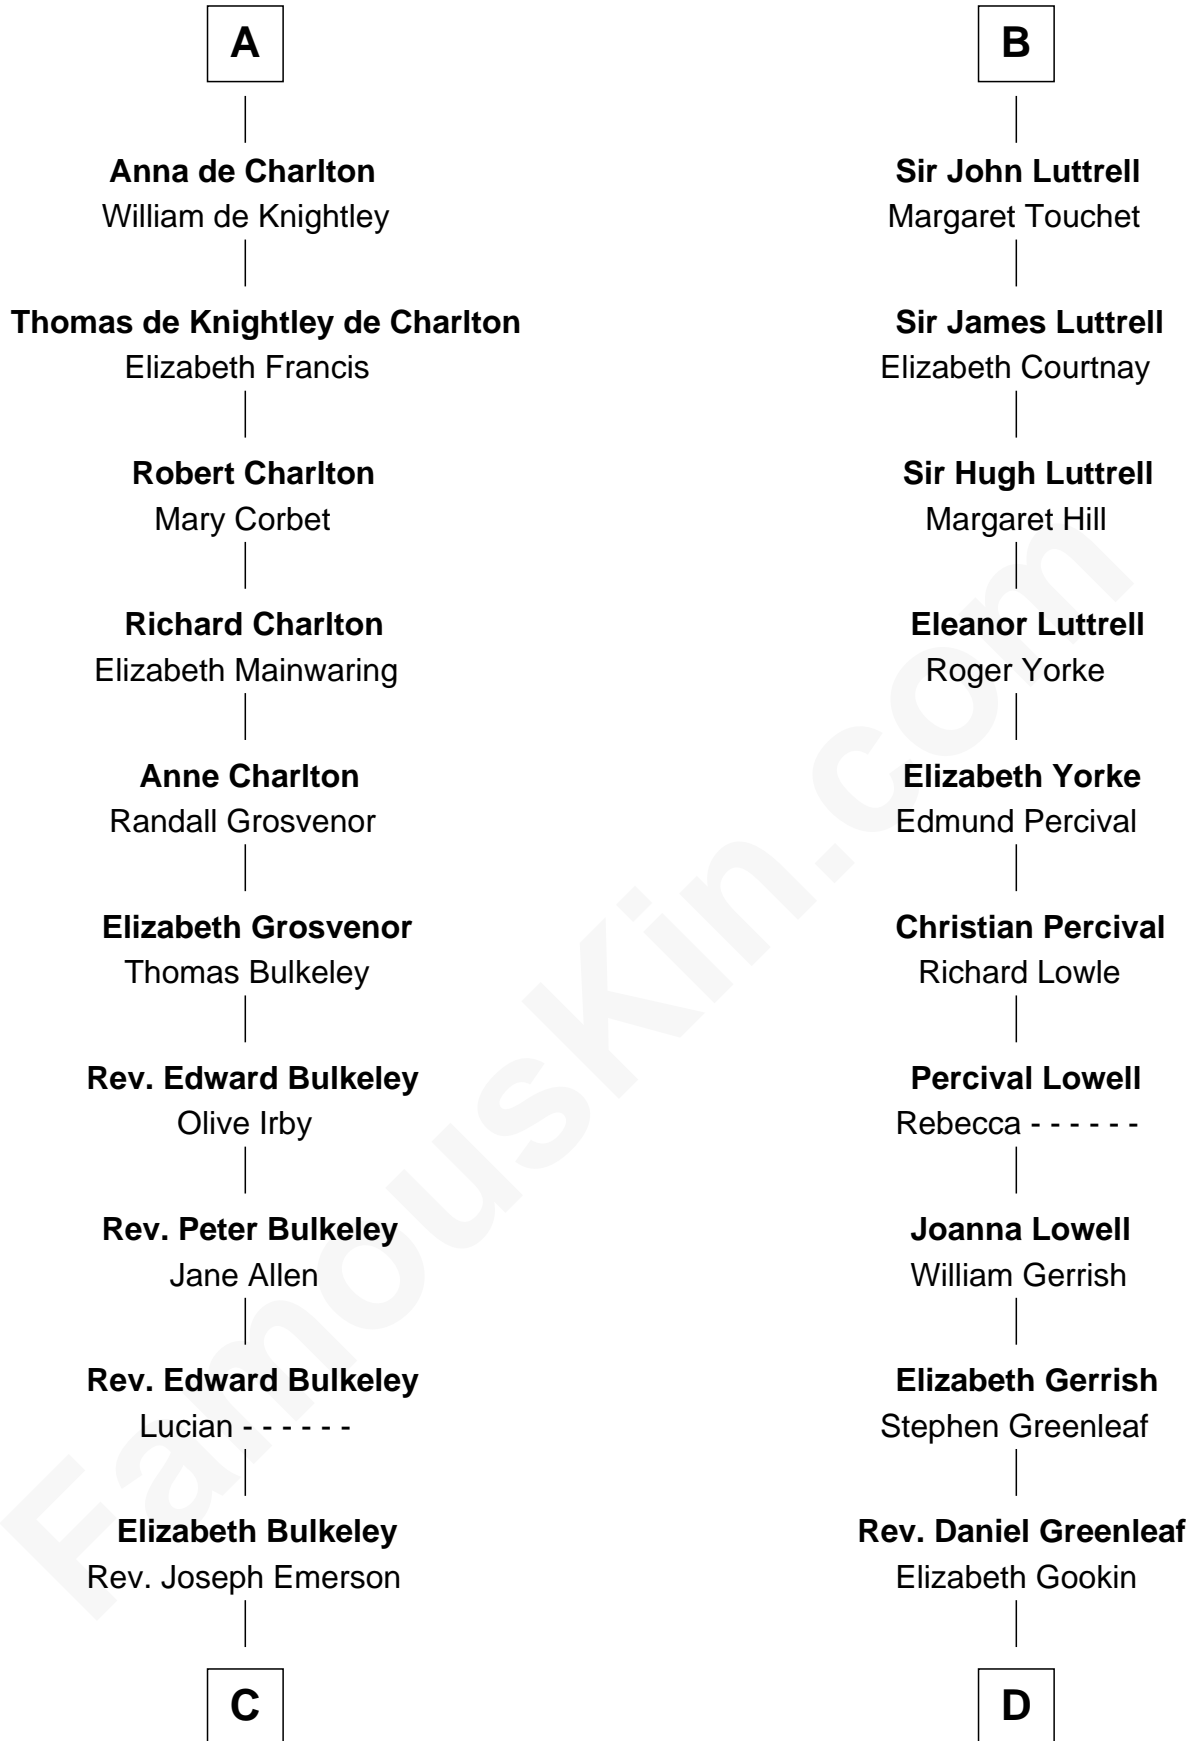 A
Anna de Charlton
William de Knightley
Thomas de Knightley de Charlton
Elizabeth Francis
Robert Charlton
Mary Corbet
Richard Charlton
Elizabeth Mainwaring
Anne Charlton
Randall Grosvenor
Elizabeth Grosvenor
Thomas Bulkeley
Rev. Edward Bulkeley
Olive Irby
Rev. Peter Bulkeley
Jane Allen
Rev. Edward Bulkeley
Lucian - - - - - -
Elizabeth Bulkeley
Rev. Joseph Emerson
C
B
Sir John Luttrell
Margaret Touchet
Sir James Luttrell
Elizabeth Courtnay
Sir Hugh Luttrell
Margaret Hill
Eleanor Luttrell
Roger Yorke
Elizabeth Yorke
Edmund Percival
Christian Percival
Richard Lowle
Percival Lowell
Rebecca - - - - - -
Joanna Lowell
William Gerrish
Elizabeth Gerrish
Stephen Greenleaf
Rev. Daniel Greenleaf
Elizabeth Gookin
D
FamousKin.com